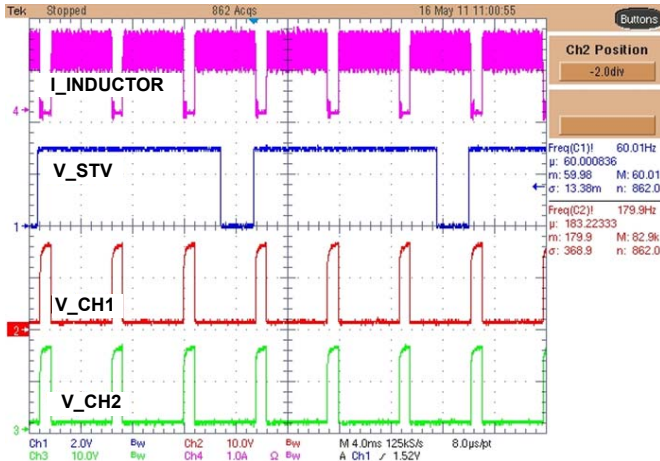 Tek Stopped 862 Acqs 16 May 11 11:00:55
Buttons
Ch2 Position
-2.0div
I_INDUCTOR
4
Freq(C1)! 60.01Hz
µ: 60.000836
m: 59.98 M: 60.01
σ: 13.38m n: 862.0
V_STV
1
Freq(C2)! 179.9Hz
µ: 183.22333
m: 179.9 M: 82.9k
σ: 368.9 n: 862.0
V_CH1
2
V_CH2
3
Ch1 2.0V Bw Ch2 10.0V Bw M 4.0ms 125kS/s 8.0µs/pt
Ch3 10.0V Bw Ch4 1.0A Ω Bw A Ch1 / 1.52V